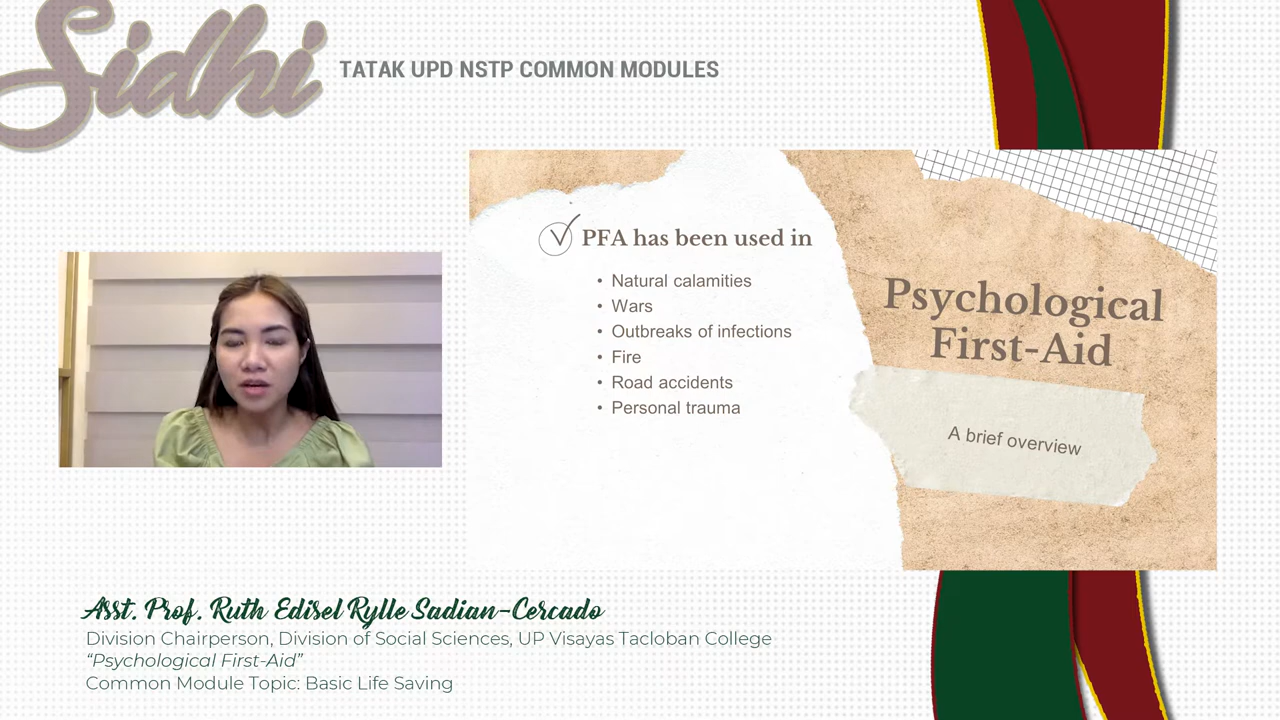 Sidhi
TATAK UPD NSTP COMMON MODULES
PFA has been used in
• Natural calamities
• Wars
• Outbreaks of infections
• Fire
• Road accidents
• Personal trauma
Psychological
First-Aid
A brief overview
Asst. Prof. Ruth Edisel Rylle Sadian-Cercado
Division Chairperson, Division of Social Sciences, UP Visayas Tacloban College
“Psychological First-Aid”
Common Module Topic: Basic Life Saving